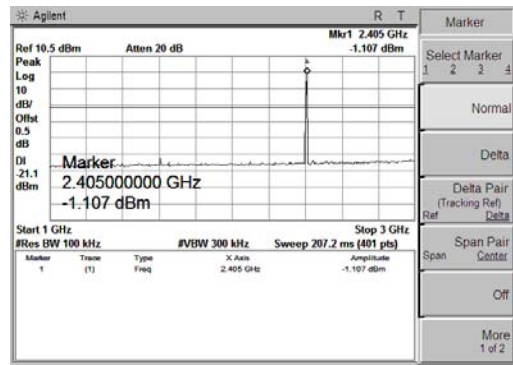 Agilent R T
Mkr1 2.405 GHz
Ref 10.5 dBm Atten 20 dB -1.107 dBm
Peak
Log
10
dB/
Offst
0.5
dB
DI
-21.1
dBm
1
Marker
2.405000000 GHz
-1.107 dBm
Start 1 GHz Stop 3 GHz
#Res BW 100 kHz #VBW 300 kHz Sweep 207.2 ms (401 pts)
Marker Trace Type X Axis Amplitude
1 (1) Freq 2.405 GHz -1.107 dBm
Marker
Select Marker
1 2 3 4
Normal
Delta
Delta Pair
(Tracking Ref)
Ref Delta
Span Pair
Span Center
Off
More
1 of 2